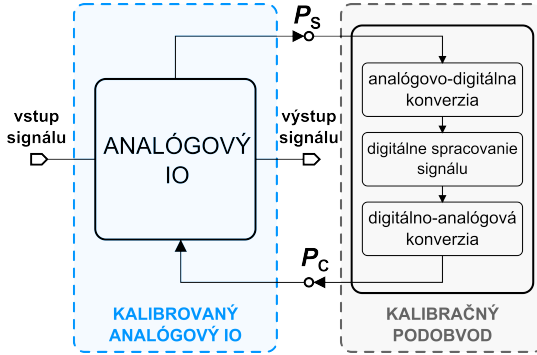 P_S
analógovo-digitálna
konverzia
vstup
signálu
ANALÓGOVÝ
IO
výstup
signálu
digitálne spracovanie
signálu
digitálno-analógová
konverzia
P_C
KALIBROVANÝ
ANALÓGOVÝ IO
KALIBRAČNÝ
PODOBVOD